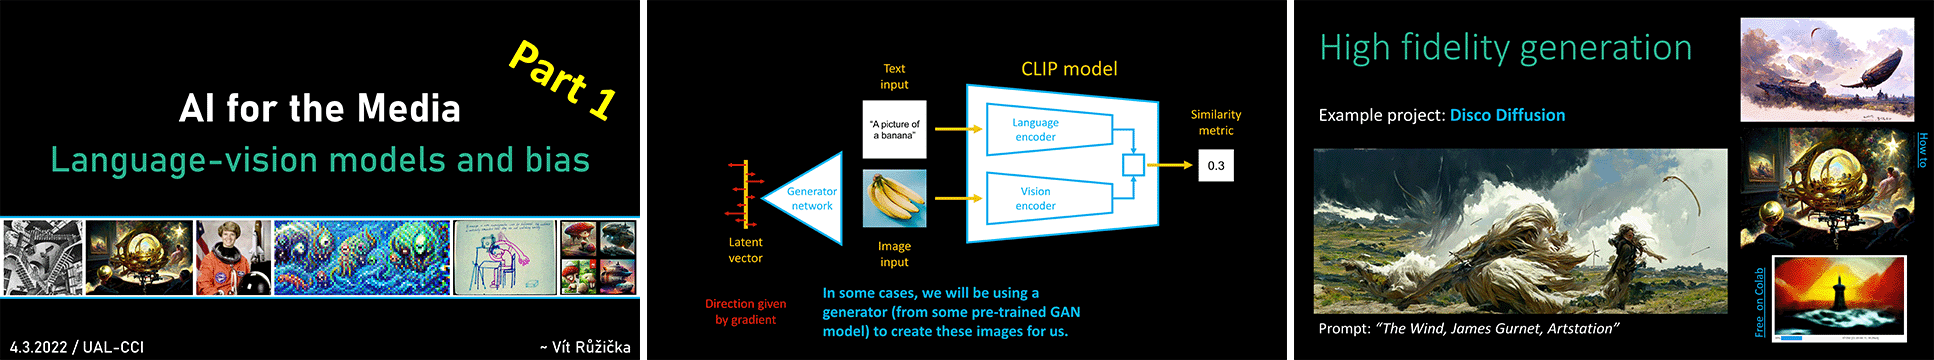 Part 1
AI for the Media
Language-vision models and bias
4.3.2022 / UAL-CCI
~ Vít Růžička
Text
input
CLIP model
"A picture of
a banana"
Language
encoder
Similarity
metric
0.3
Generator
network
Vision
encoder
Latent
vector
Image
input
Direction given
by gradient
In some cases, we will be using a
generator (from some pre-trained GAN
model) to create these images for us.
High fidelity generation
Example project: Disco Diffusion
How to
Free on Colab
Prompt: “The Wind, James Gurnet, Artstation”